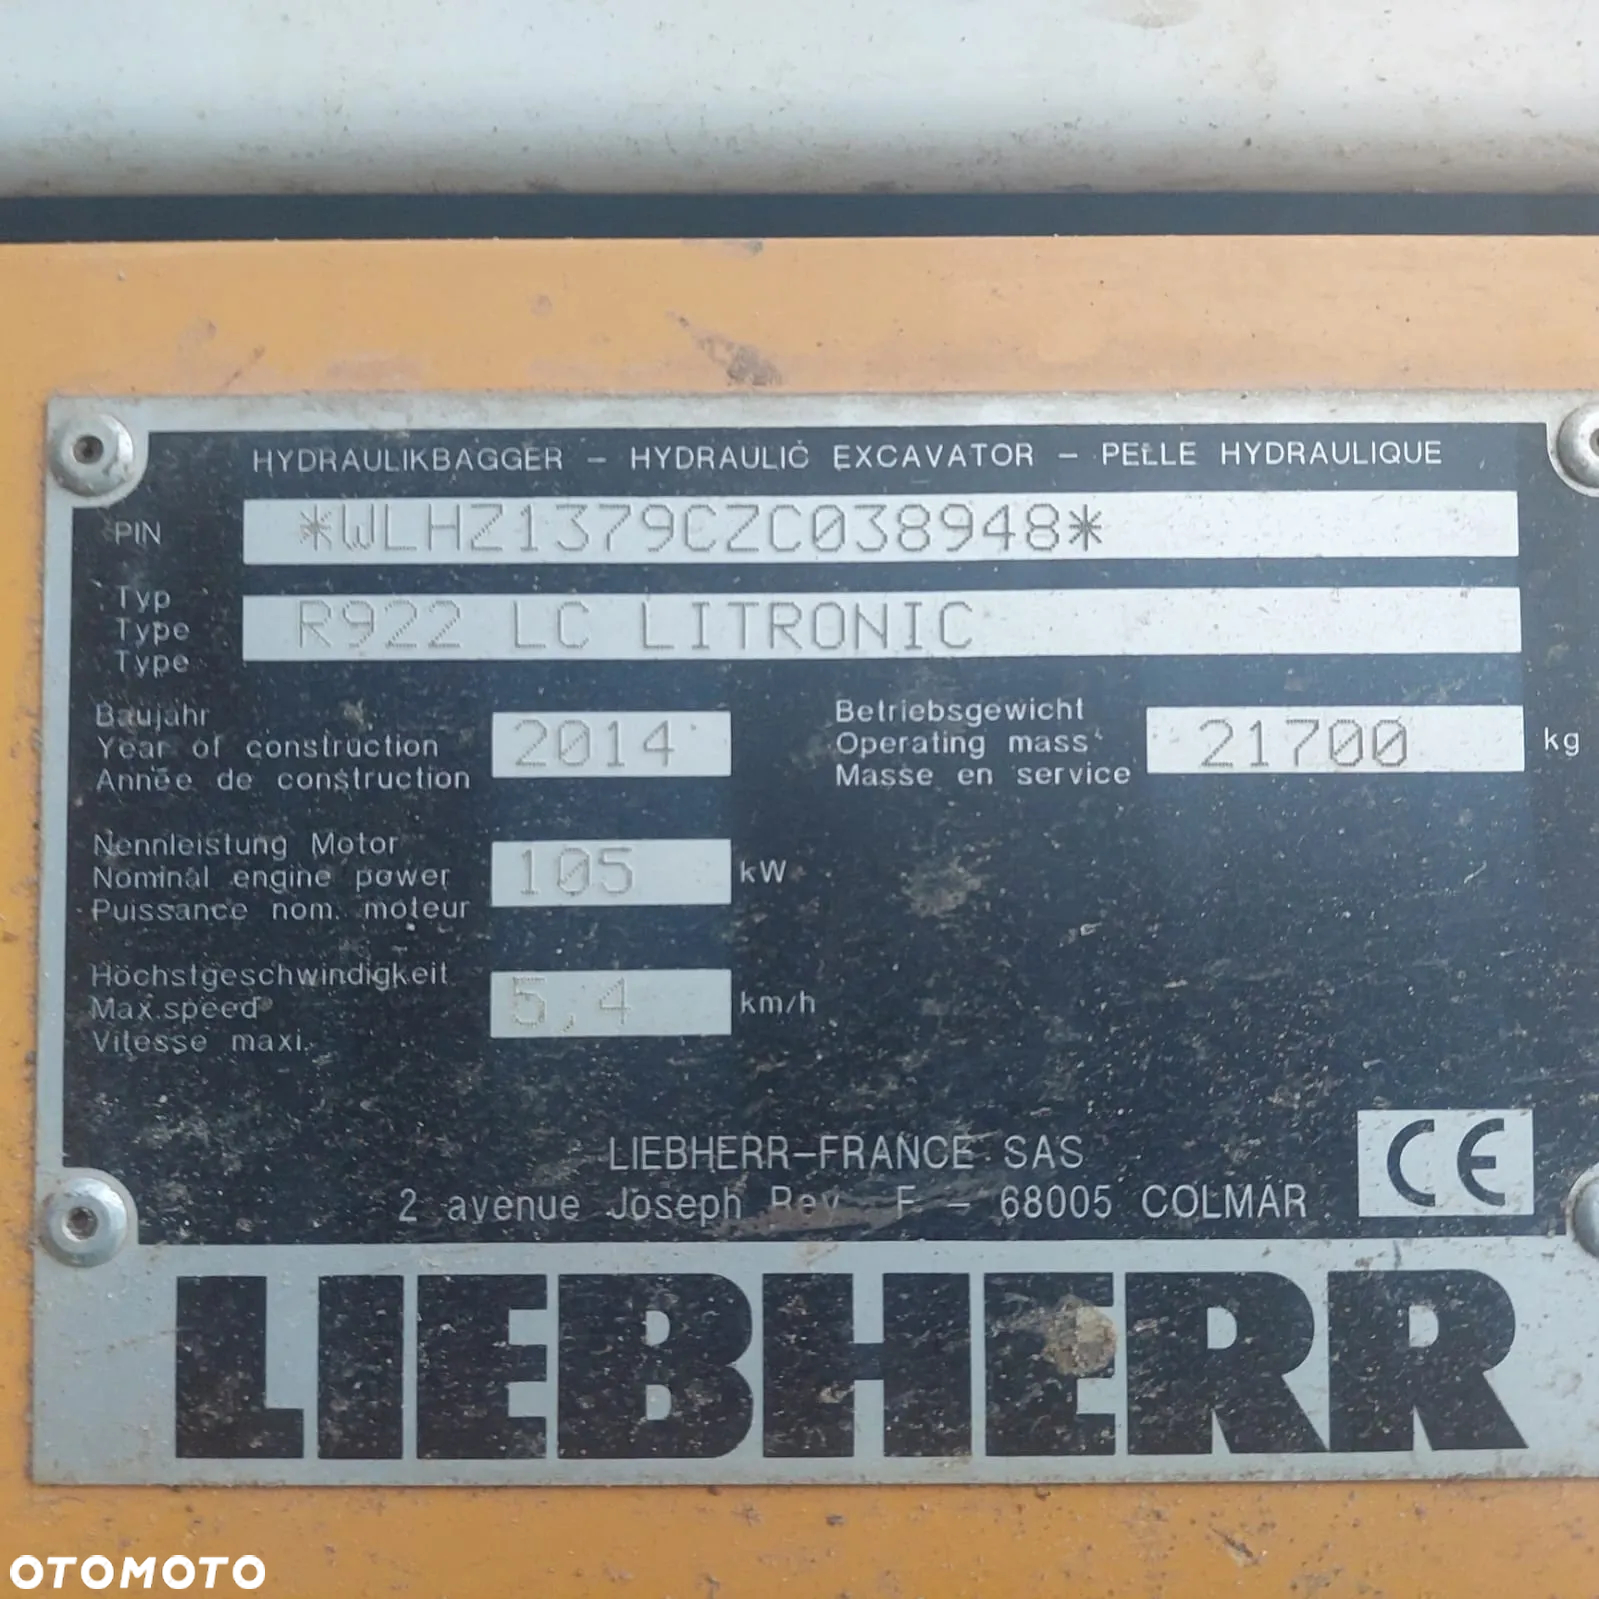 HYDRAULIKBAGGER – HYDRAULIC EXCAVATOR – PELLE HYDRAULIQUE
PIN *WLHZ1379CZC038948*
Typ
Type
Type
R922 LC LITRONIC
Baujahr
Year of construction
Année de construction
2014
Betriebsgewicht
Operating mass
Masse en service
21700 kg
Nennleistung Motor
Nominal engine power
Puissance nom. moteur
105 kW
Höchstgeschwindigkeit
Max.speed
Vitesse maxi.
5,4 km/h
LIEBHERR–FRANCE SAS
2 avenue Joseph Rey F – 68005 COLMAR
CE
LIEBHERR
OTOMOTO